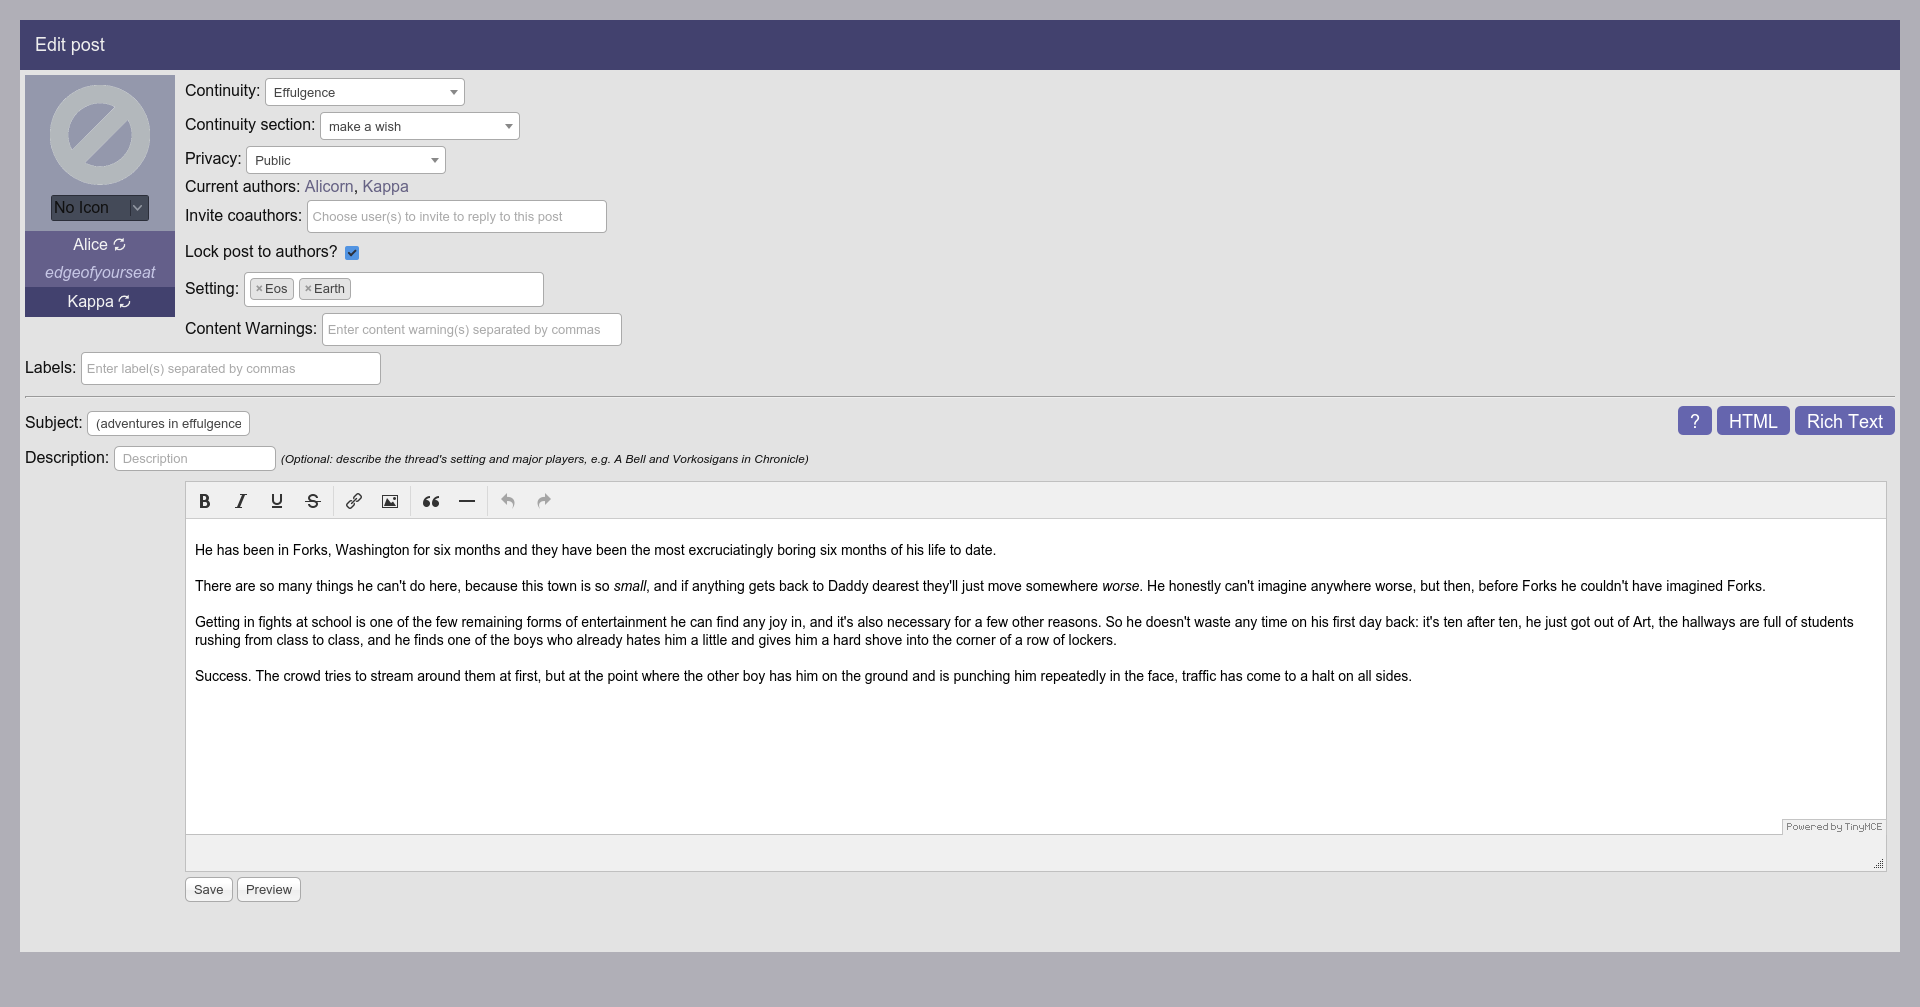 Edit post
No Icon
Alice
edgeofyourseat
Kappa
Continuity: Effulgence
Continuity section: make a wish
Privacy: Public
Current authors: Alicorn, Kappa
Invite coauthors: Choose user(s) to invite to reply to this post
Lock post to authors?
Setting: ×Eos ×Earth
Content Warnings: Enter content warning(s) separated by commas
Labels: Enter label(s) separated by commas
Subject: (adventures in effulgence
? HTML Rich Text
Description: Description (Optional: describe the thread's setting and major players, e.g. A Bell and Vorkosigans in Chronicle)
B I U S
He has been in Forks, Washington for six months and they have been the most excruciatingly boring six months of his life to date.
There are so many things he can't do here, because this town is so small, and if anything gets back to Daddy dearest they'll just move somewhere worse. He honestly can't imagine anywhere worse, but then, before Forks he couldn't have imagined Forks.
Getting in fights at school is one of the few remaining forms of entertainment he can find any joy in, and it's also necessary for a few other reasons. So he doesn't waste any time on his first day back: it's ten after ten, he just got out of Art, the hallways are full of students
rushing from class to class, and he finds one of the boys who already hates him a little and gives him a hard shove into the corner of a row of lockers.
Success. The crowd tries to stream around them at first, but at the point where the other boy has him on the ground and is punching him repeatedly in the face, traffic has come to a halt on all sides.
Powered by TinyMCE
Save Preview